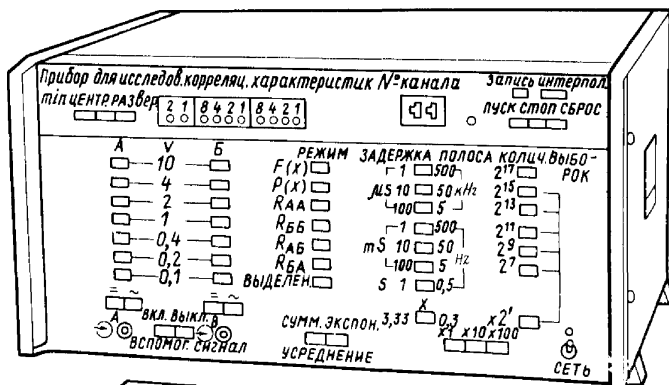 Прибор для исследов. корреляц. характеристик №канала
Запись интерпол.
min ЦЕНТР. РАЗВер.
2 1 8 4 2 1 8 4 2 1
ПУСК СТОП СБРОС
А V Б
РЕЖИМ ЗАДЕРЖКА ПОЛОСА КОЛИЧ. ВЫБО-
РОК
10 F(X) 1 500 2¹⁷
4 P(X) μS 10 50 кHz 2¹⁵
2 RАА 100 5 2¹³
1 RББ 1 500 2¹¹
0,4 RАБ mS 10 50 Hz 2⁹
0,2 RБА 100 5 2⁷
0,1 ВЫДЕЛЕН. S 1 0,5
= ~ = ~
X
3,33 0,3 x2'
А ВКЛ. ВЫКЛ. В
СУММ. ЭКСПОН.
x1 x10 x100
ВСПОМОГ. СИГНАЛ
УСРЕДНЕНИЕ
СЕТЬ